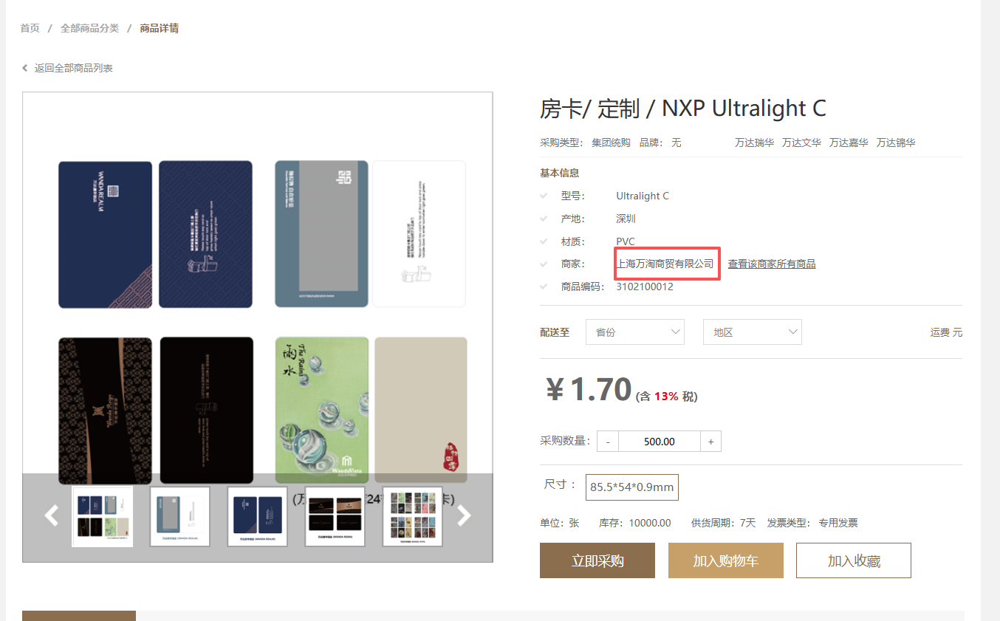 首页 / 全部商品分类 / 商品详情
返回全部商品列表
WANDA REALM
The Rains
雨水
WandaVista
房卡/ 定制 / NXP Ultralight C
采购类型： 集团统购 品牌： 无 万达瑞华 万达文华 万达嘉华 万达锦华
基本信息
型号： Ultralight C
产地： 深圳
材质： PVC
商家： 上海万淘商贸有限公司 查看该商家所有商品
商品编码： 3102100012
配送至 省份 地区 运费 元
￥1.70 (含 13% 税)
采购数量： - 500.00 +
尺寸 ： 85.5*54*0.9mm
单位：张 库存：10000.00 供货周期：7天 发票类型： 专用发票
立即采购 加入购物车 加入收藏